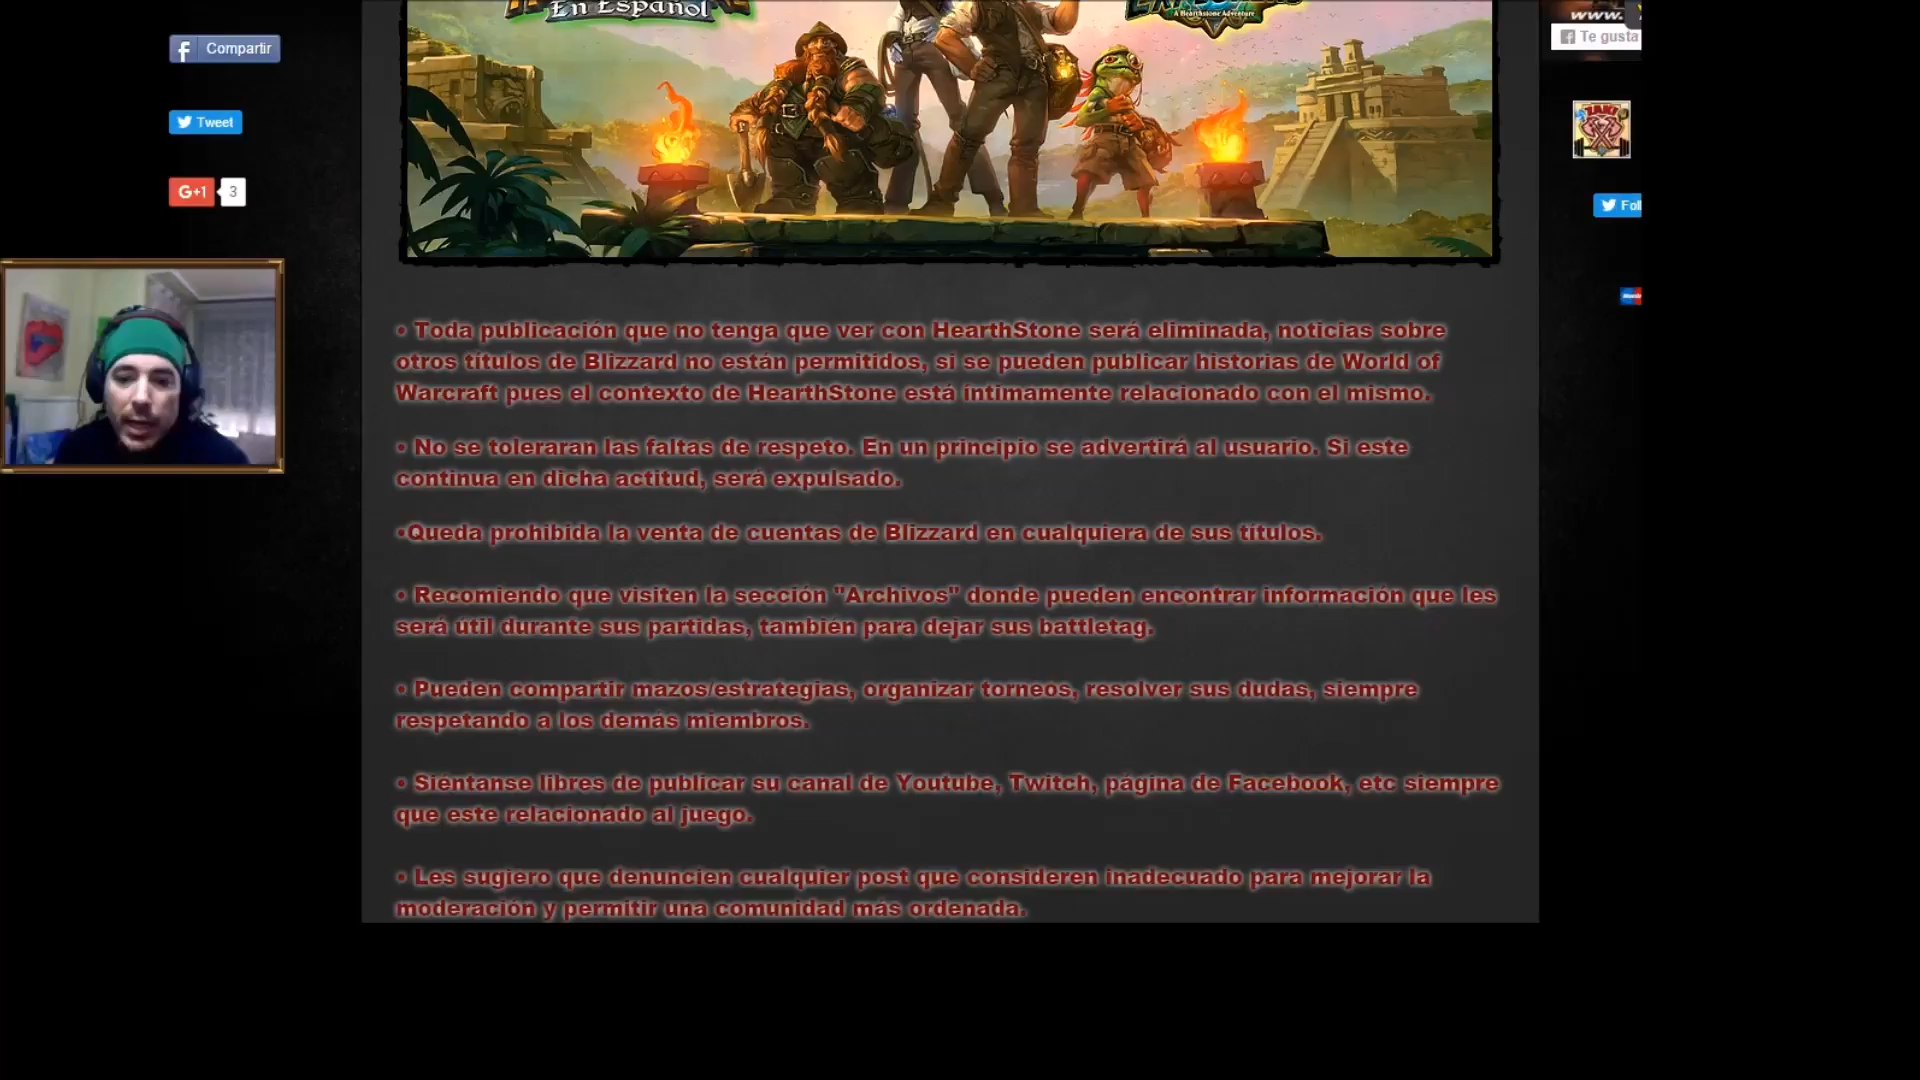 En Español
A Hearthstone Adventure
www.
Compartir
Te gusta
Tweet
G+1 3
TAKI
Foll
• Toda publicación que no tenga que ver con HearthStone será eliminada, noticias sobre
otros títulos de Blizzard no están permitidos, si se pueden publicar historias de World of
Warcraft pues el contexto de HearthStone está íntimamente relacionado con el mismo.
• No se toleraran las faltas de respeto. En un principio se advertirá al usuario. Si este
continua en dicha actitud, será expulsado.
•Queda prohibida la venta de cuentas de Blizzard en cualquiera de sus títulos.
• Recomiendo que visiten la sección "Archivos" donde pueden encontrar información que les
será útil durante sus partidas, también para dejar sus battletag.
• Pueden compartir mazos/estrategias, organizar torneos, resolver sus dudas, siempre
respetando a los demás miembros.
• Siéntanse libres de publicar su canal de Youtube, Twitch, página de Facebook, etc siempre
que este relacionado al juego.
• Les sugiero que denuncien cualquier post que consideren inadecuado para mejorar la
moderación y permitir una comunidad más ordenada.